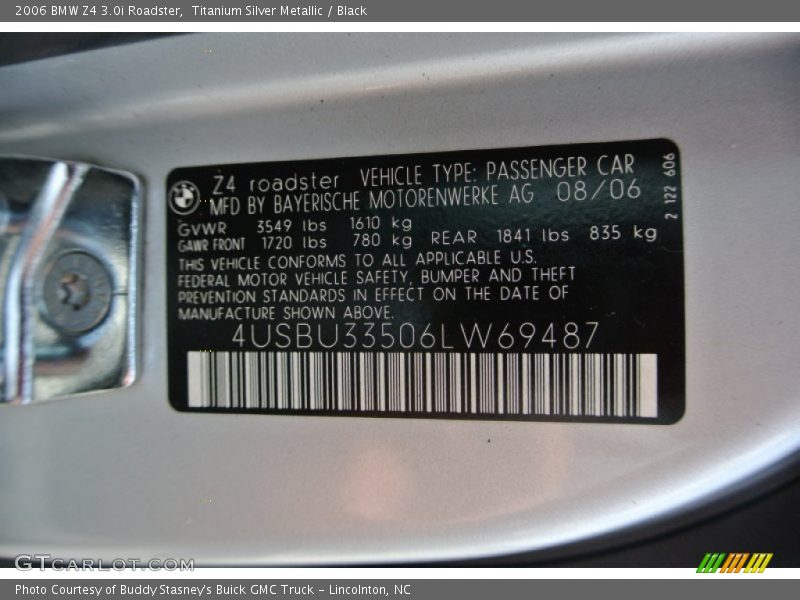 2006 BMW Z4 3.0i Roadster,  Titanium Silver Metallic / Black
Z4 roadster VEHICLE TYPE: PASSENGER CAR
MFD BY BAYERISCHE MOTORENWERKE AG 08/06
GVWR 3549 lbs 1610 kg
GAWR FRONT 1720 lbs 780 kg REAR 1841 lbs 835 kg
THIS VEHICLE CONFORMS TO ALL APPLICABLE U.S.
FEDERAL MOTOR VEHICLE SAFETY, BUMPER AND THEFT
PREVENTION STANDARDS IN EFFECT ON THE DATE OF
MANUFACTURE SHOWN ABOVE.
4USBU33506LW69487
2 122 606
GTCarLot.com
Photo Courtesy of Buddy Stasney's Buick GMC Truck - Lincolnton, NC